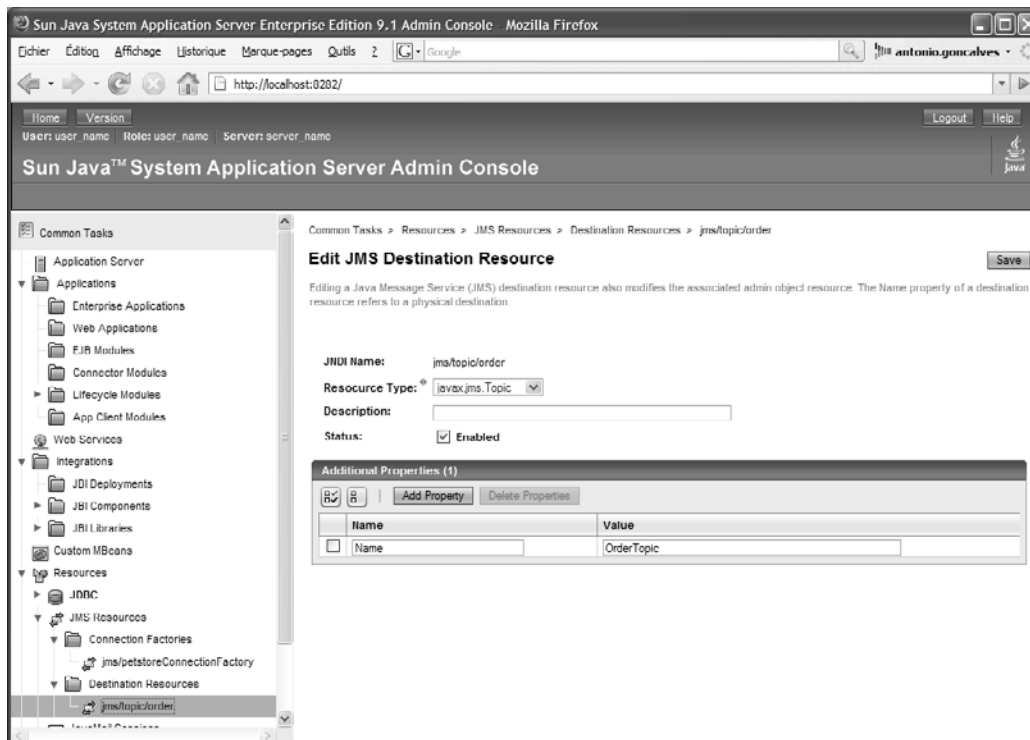 Sun Java System Application Server Enterprise Edition 9.1 Admin Console - Mozilla Firefox
Fichier Édition Affichage Historique Marque-pages Outils ? G Google antonio.goncalves
http://localhost:8282/
Home Version Logout Help
User: user_name Role: user_name Server: server_name
Sun Java™ System Application Server Admin Console
Java
Common Tasks
Application Server
Applications
Enterprise Applications
Web Applications
EJB Modules
Connector Modules
Lifecycle Modules
App Client Modules
Web Services
Integrations
JBI Deployments
JBI Components
JBI Libraries
Custom MBeans
Resources
JDBC
JMS Resources
Connection Factories
jms/petstoreConnectionFactory
Destination Resources
jms/topic/order
JavaMail Sessions
Common Tasks > Resources > JMS Resources > Destination Resources > jms/topic/order
Edit JMS Destination Resource Save
Editing a Java Message Service (JMS) destination resource also modifies the associated admin object resource. The Name property of a destination
resource refers to a physical destination.
JNDI Name: jms/topic/order
Resource Type: * javax.jms.Topic
Description:
Status: Enabled
Additional Properties (1)
Add Property Delete Properties
Name Value
Name OrderTopic